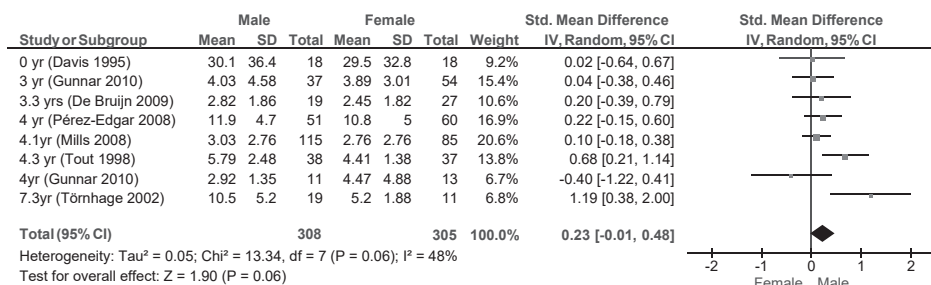 Male Female Std. Mean Difference Std. Mean Difference
Study or Subgroup Mean SD Total Mean SD Total Weight IV, Random, 95% CI IV, Random, 95% CI
0 yr (Davis 1995) 30.1 36.4 18 29.5 32.8 18 9.2% 0.02 [-0.64, 0.67]
3 yr (Gunnar 2010) 4.03 4.58 37 3.89 3.01 54 15.4% 0.04 [-0.38, 0.46]
3.3 yrs (De Bruijn 2009) 2.82 1.86 19 2.45 1.82 27 10.6% 0.20 [-0.39, 0.79]
4 yr (Pérez-Edgar 2008) 11.9 4.7 51 10.8 5 60 16.9% 0.22 [-0.15, 0.60]
4.1yr (Mills 2008) 3.03 2.76 115 2.76 2.76 85 20.6% 0.10 [-0.18, 0.38]
4.3 yr (Tout 1998) 5.79 2.48 38 4.41 1.38 37 13.8% 0.68 [0.21, 1.14]
4yr (Gunnar 2010) 2.92 1.35 11 4.47 4.88 13 6.7% -0.40 [-1.22, 0.41]
7.3yr (Törnhage 2002) 10.5 5.2 19 5.2 1.88 11 6.8% 1.19 [0.38, 2.00]
Total (95% CI) 308 305 100.0% 0.23 [-0.01, 0.48]
Heterogeneity: Tau² = 0.05; Chi² = 13.34, df = 7 (P = 0.06); I² = 48%
Test for overall effect: Z = 1.90 (P = 0.06)
-2 -1 0 1 2
Female Male